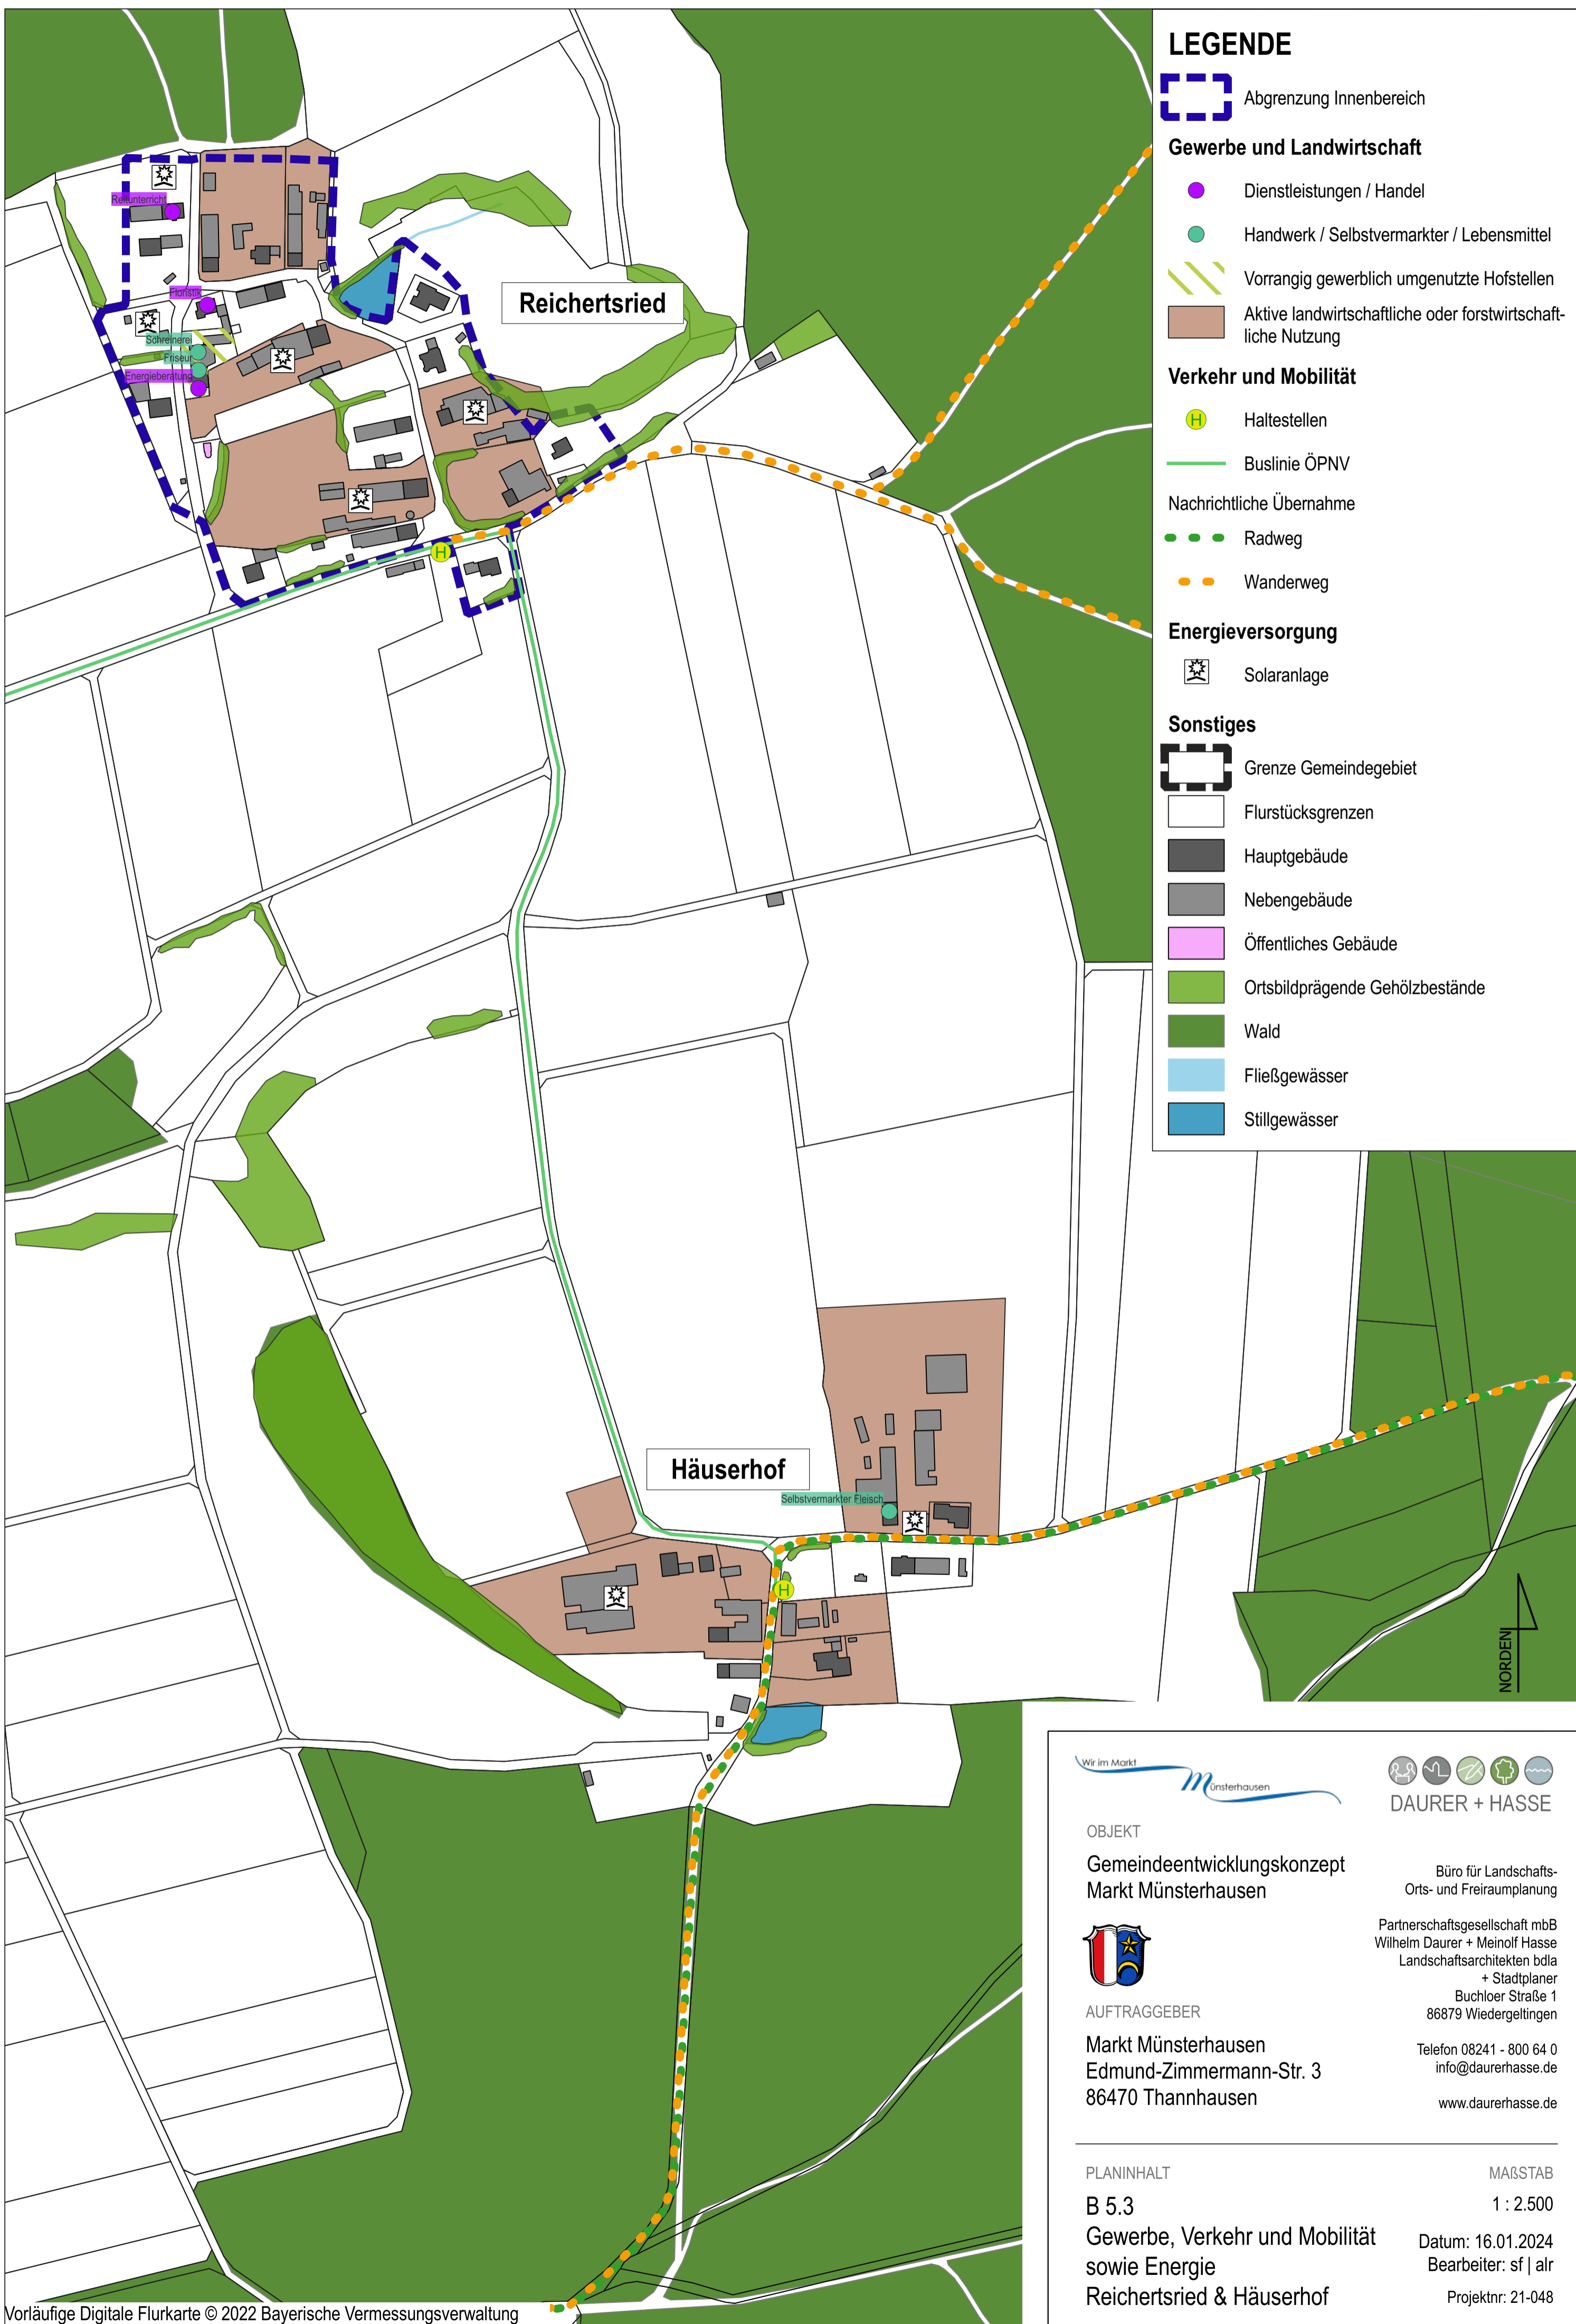 LEGENDE
Abgrenzung Innenbereich
Gewerbe und Landwirtschaft
Dienstleistungen / Handel
Handwerk / Selbstvermarkter / Lebensmittel
Vorrangig gewerblich umgenutzte Hofstellen
Aktive landwirtschaftliche oder forstwirtschaft-
liche Nutzung
Verkehr und Mobilität
H
Haltestellen
Buslinie ÖPNV
Nachrichtliche Übernahme
Radweg
Wanderweg
Energieversorgung
Solaranlage
Sonstiges
Grenze Gemeindegebiet
Flurstücksgrenzen
Hauptgebäude
Nebengebäude
Öffentliches Gebäude
Ortsbildprägende Gehölzbestände
Wald
Fließgewässer
Stillgewässer
Reitunterricht
Floristik
Schreinerei
Friseur
Energieberatung
Reichertsried
H
Häuserhof
Selbstvermarkter Fleisch
H
NORDEN
Wir im Markt
Münsterhausen
DAURER + HASSE
OBJEKT
Gemeindeentwicklungskonzept
Markt Münsterhausen
Büro für Landschafts-
Orts- und Freiraumplanung
Partnerschaftsgesellschaft mbB
Wilhelm Daurer + Meinolf Hasse
Landschaftsarchitekten bdla
+ Stadtplaner
Buchloer Straße 1
86879 Wiedergeltingen
AUFTRAGGEBER
Markt Münsterhausen
Edmund-Zimmermann-Str. 3
86470 Thannhausen
Telefon 08241 - 800 64 0
info@daurerhasse.de
www.daurerhasse.de
PLANINHALT
MAßSTAB
B 5.3
1 : 2.500
Gewerbe, Verkehr und Mobilität
sowie Energie
Reichertsried & Häuserhof
Datum: 16.01.2024
Bearbeiter: sf | alr
Projektnr: 21-048
Vorläufige Digitale Flurkarte © 2022 Bayerische Vermessungsverwaltung